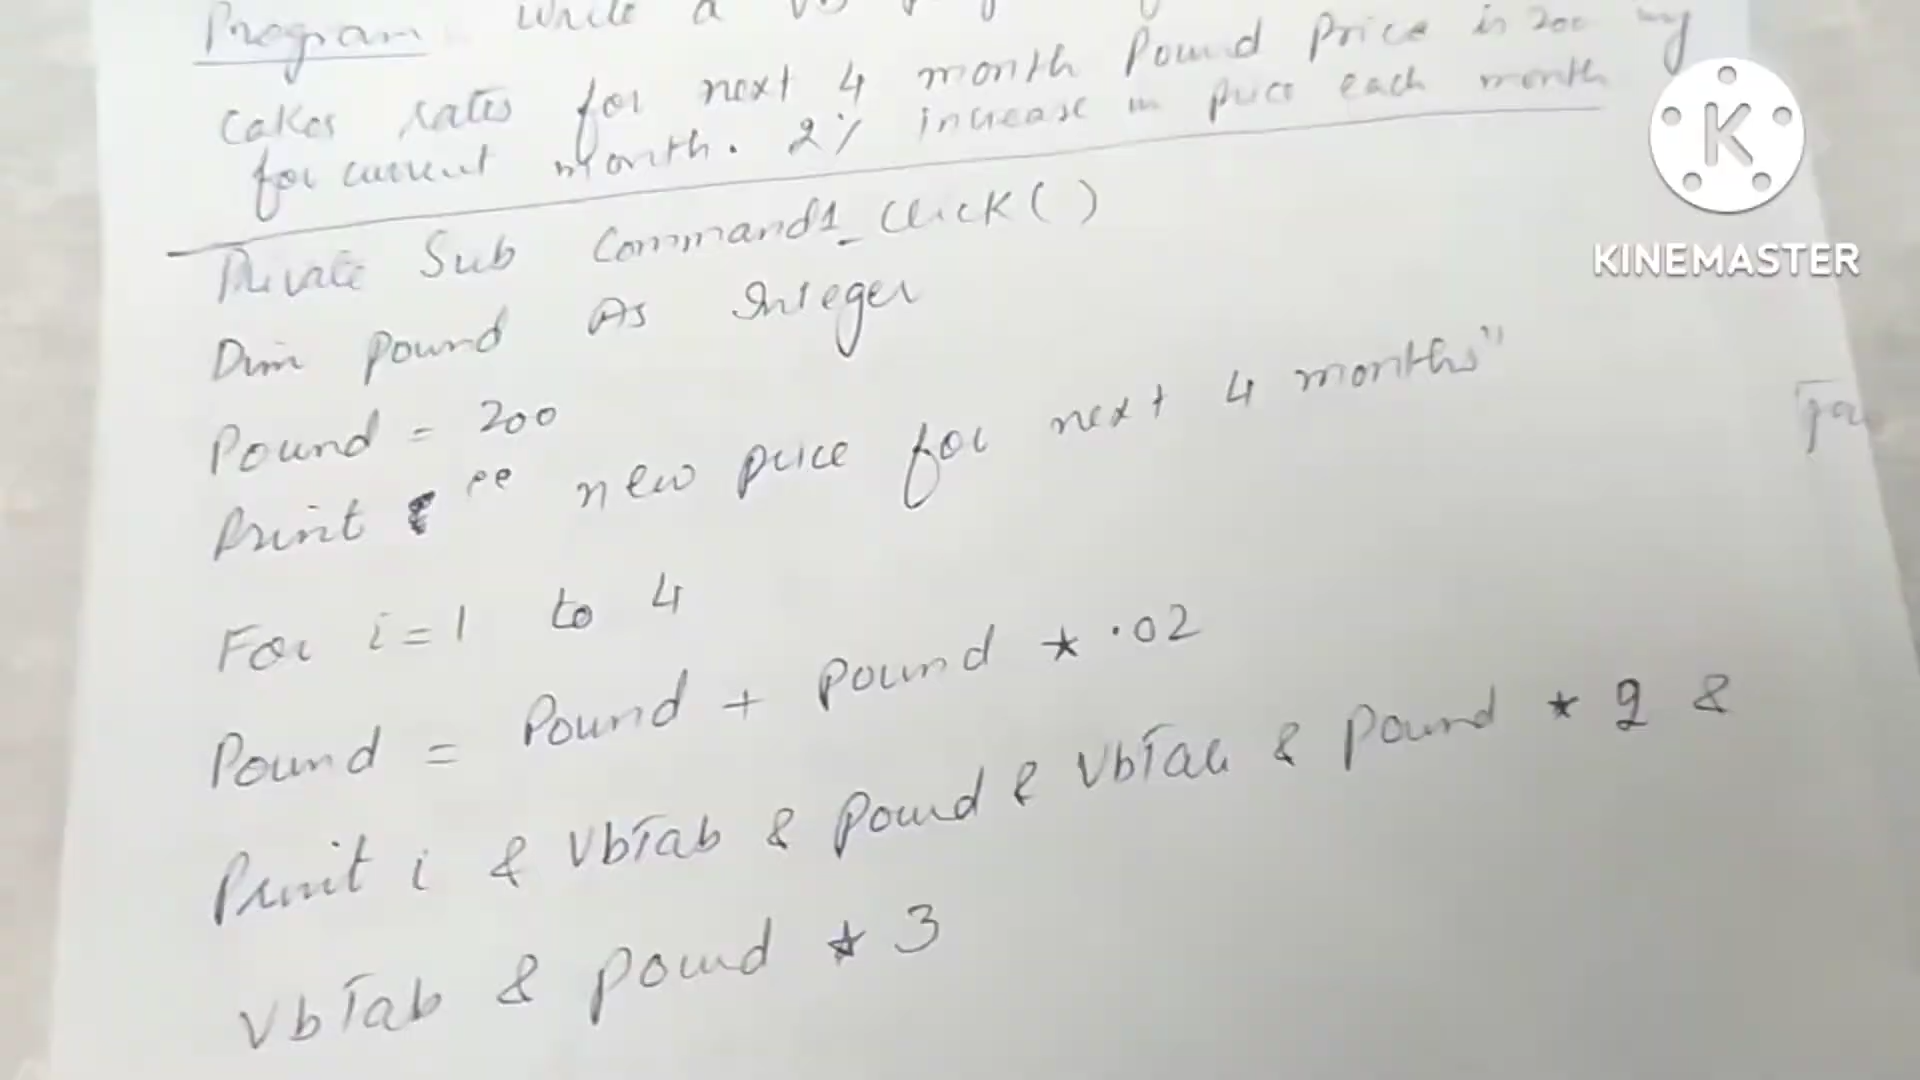 Program Write a VB
Cakes rates for next 4 month Pound Price is 200
for current month. 2% increase in price each month
Private Sub Command1_Click()
Dim Pound As Integer
Pound = 200
Print " new price for next 4 months"
For i=1 to 4
Pound = Pound + Pound * .02
Print i & VbTab & Pound & VbTab & Pound * 2 &
VbTab & Pound * 3
K
KINEMASTER